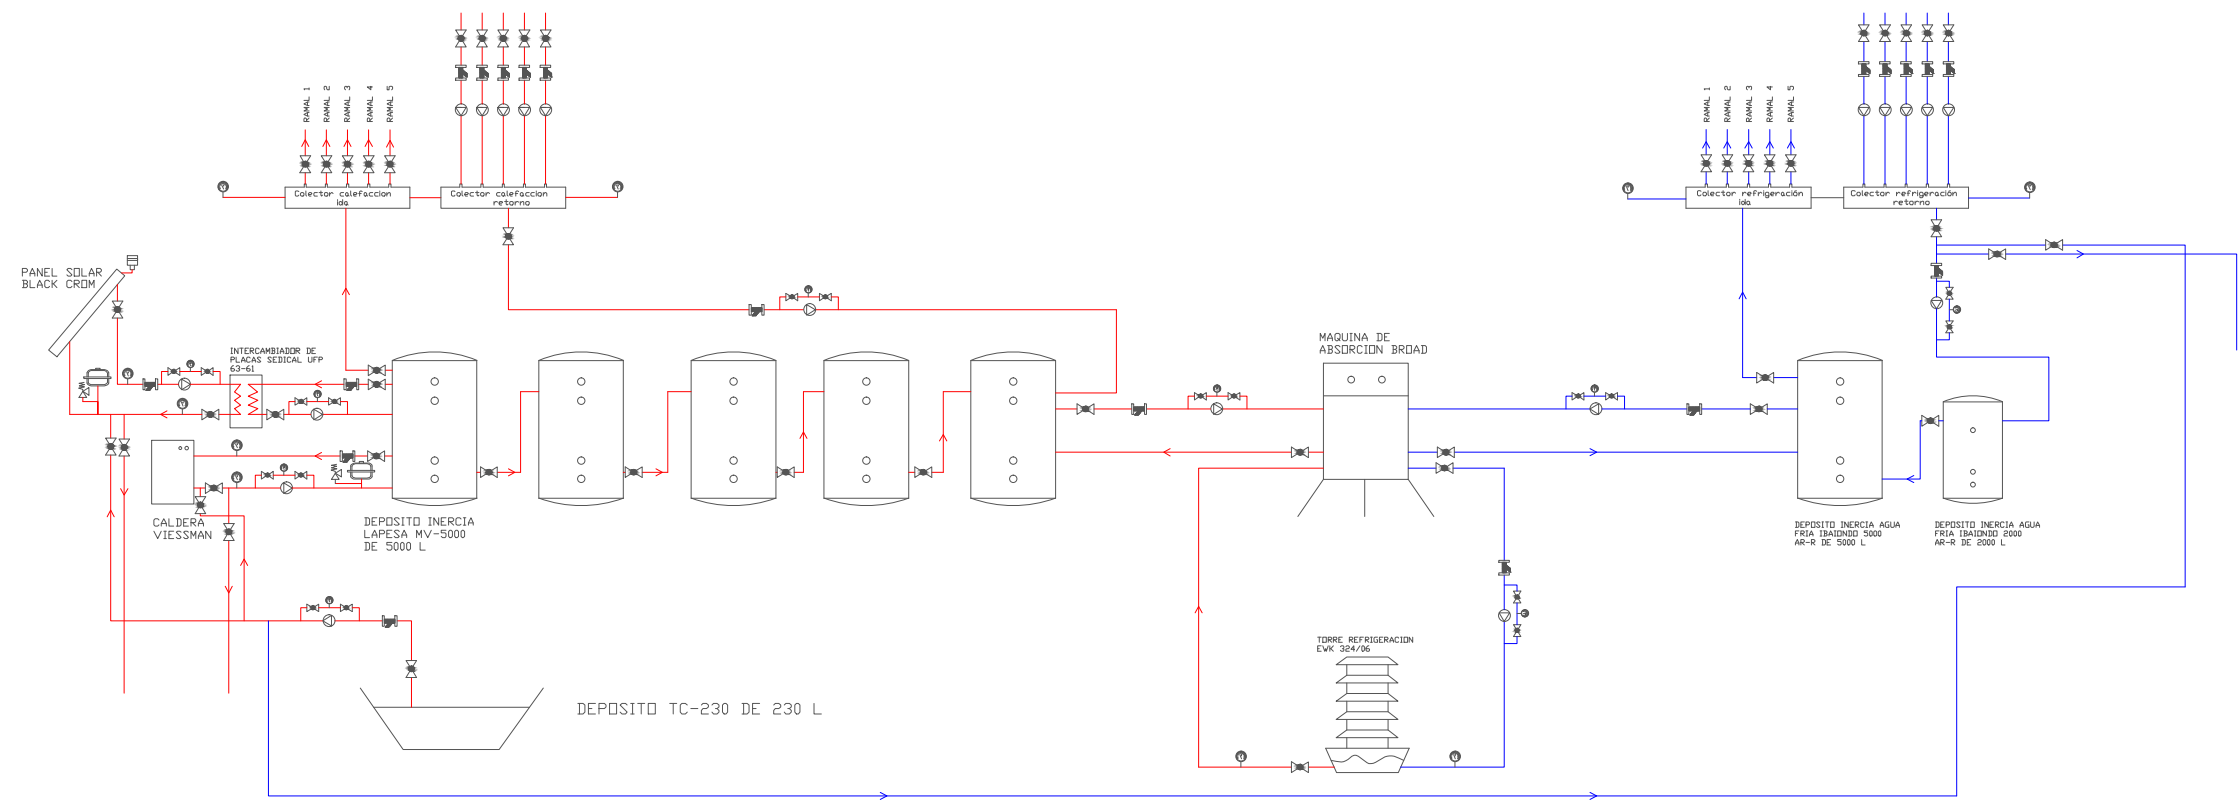 RAMAL 1
RAMAL 2
RAMAL 3
RAMAL 4
RAMAL 5
RAMAL 1
RAMAL 2
RAMAL 3
RAMAL 4
RAMAL 5
Colector calefaccion
ida
Colector calefaccion
retorno
Colector refrigeración
ida
Colector refrigeración
retorno
PANEL SOLAR
BLACK CROM
INTERCAMBIADOR DE
PLACAS SEDICAL UFP
63-61
MAQUINA DE
ABSORCION BROAD
CALDERA
VIESSMAN
DEPOSITO INERCIA
LAPESA MV-5000
DE 5000 L
DEPOSITO INERCIA AGUA
FRIA IBAIONDO 5000
AR-R DE 5000 L
DEPOSITO INERCIA AGUA
FRIA IBAIONDO 2000
AR-R DE 2000 L
TORRE REFRIGERACION
EWK 324/06
DEPOSITO TC-230 DE 230 L